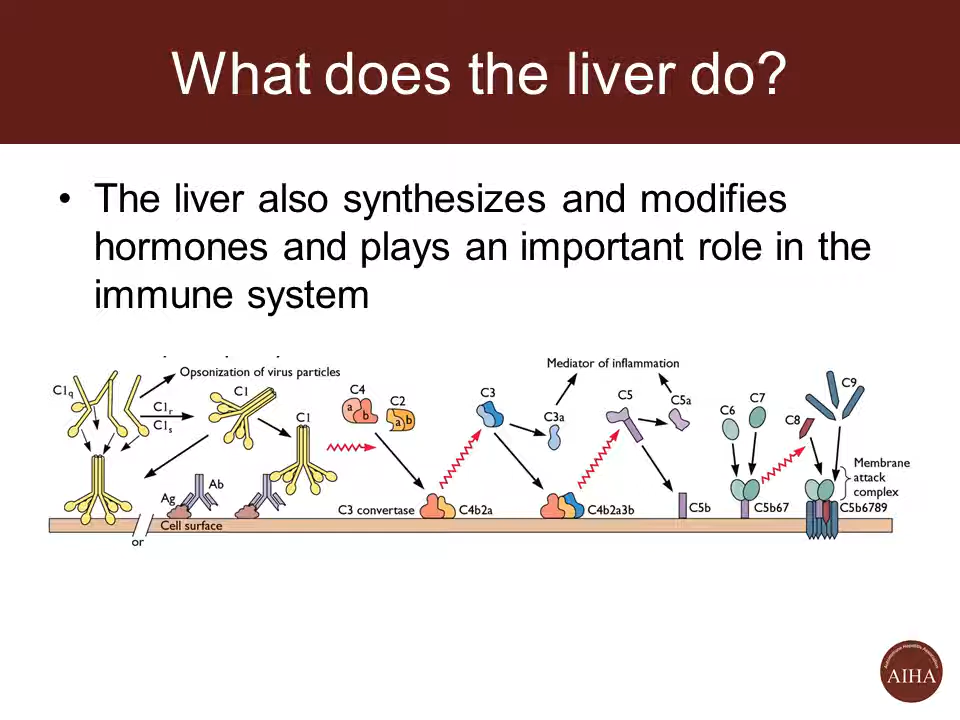 What does the liver do?
• The liver also synthesizes and modifies
hormones and plays an important role in the
immune system
Opsonization of virus particles
Mediator of inflammation
C1q
C1r
C1s
C1
C1
C4
a
b
C2
a
b
C3
C3a
C5
C5a
C6
C7
C8
C9
Membrane
attack
complex
Ag
Ab
Cell surface
or
C3 convertase
C4b2a
C4b2a3b
C5b
C5b67
C5b6789
Autoimmune Hepatitis Association
AIHA